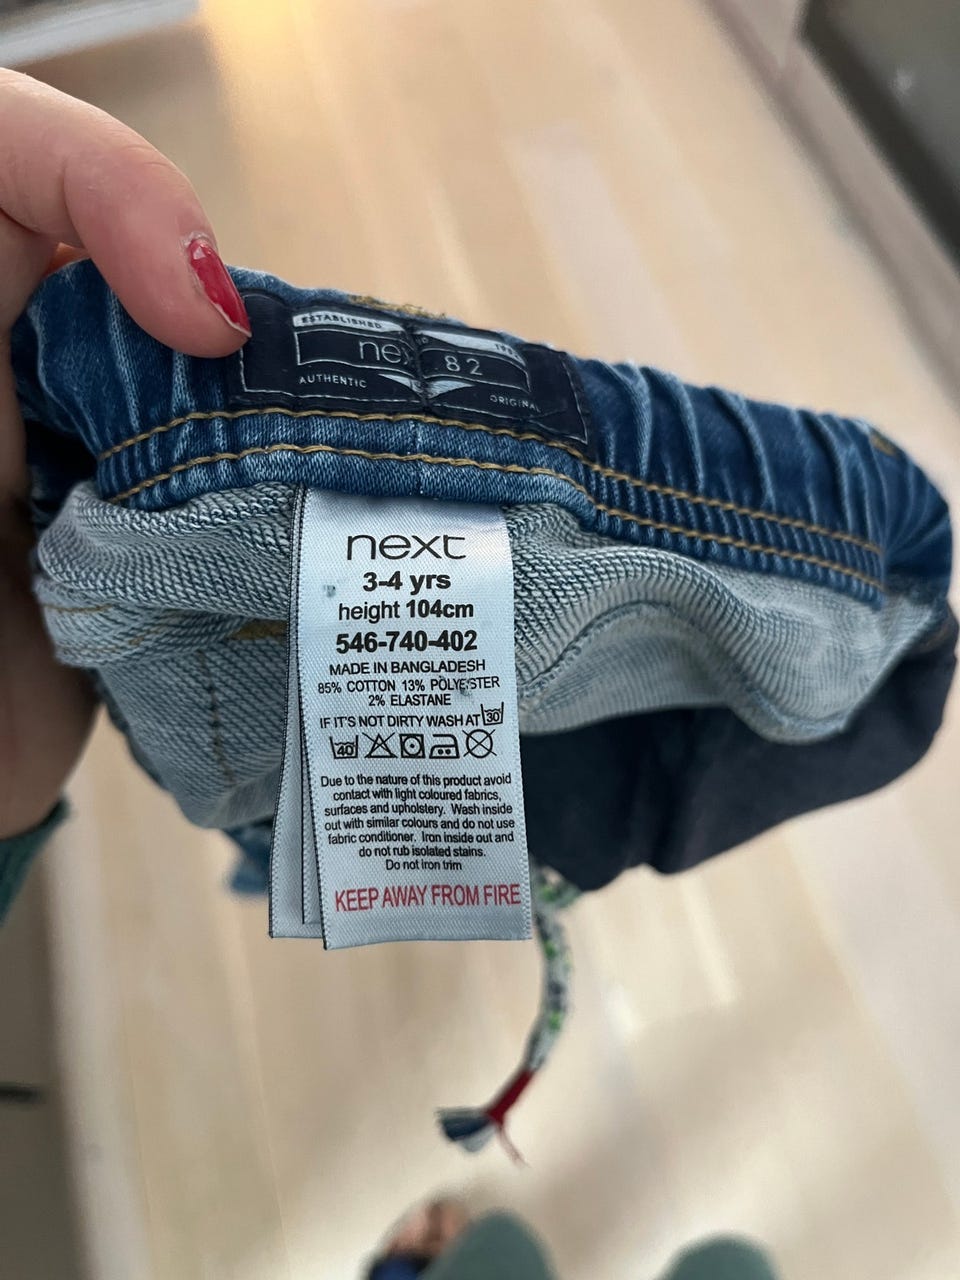 ESTABLISHED
next 82
AUTHENTIC
ORIGINAL
next
3-4 yrs
height 104cm
546-740-402
MADE IN BANGLADESH
85% COTTON 13% POLYESTER
2% ELASTANE
IF IT'S NOT DIRTY WASH AT 30°
40°
Due to the nature of this product avoid
contact with light coloured fabrics,
surfaces and upholstery. Wash inside
out with similar colours and do not use
fabric conditioner. Iron inside out and
do not rub isolated stains.
Do not iron trim
KEEP AWAY FROM FIRE